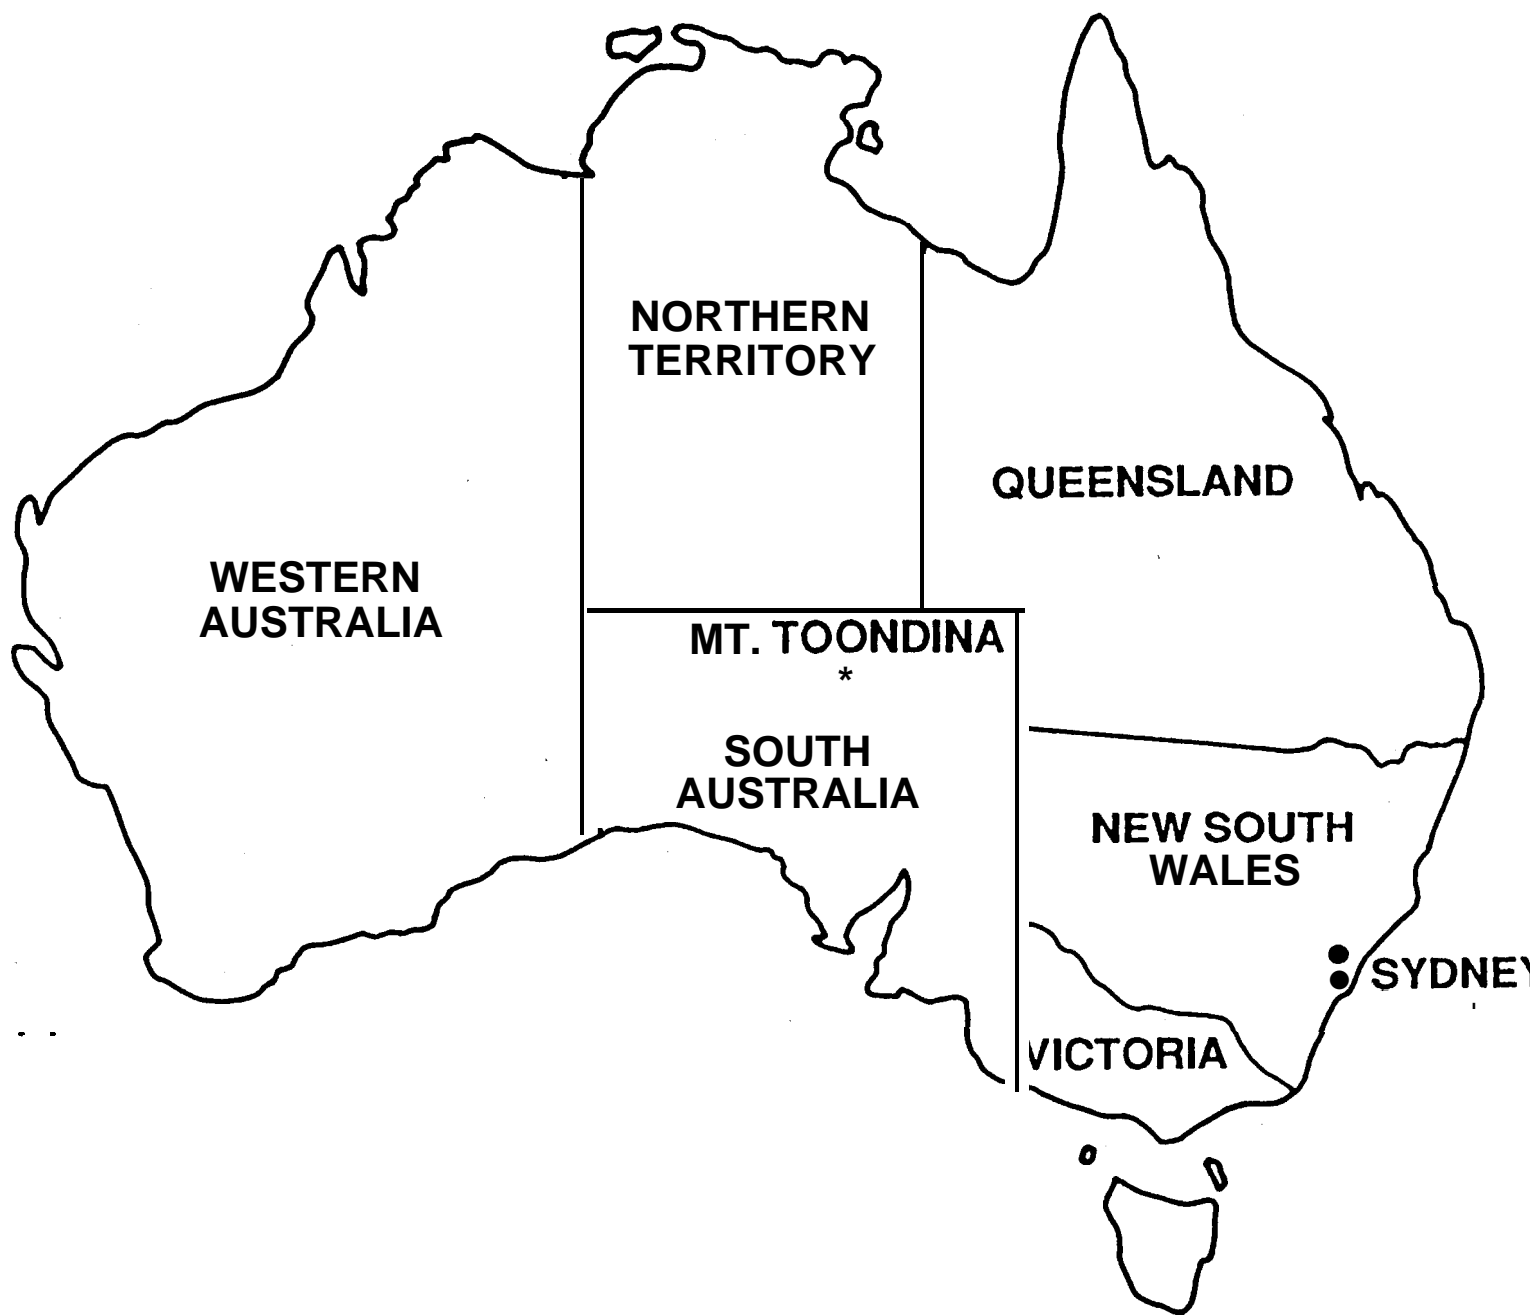 NORTHERN
TERRITORY
QUEENSLAND
WESTERN
AUSTRALIA
MT. TOONDINA
*
SOUTH
AUSTRALIA
NEW SOUTH
WALES
SYDNEY
VICTORIA